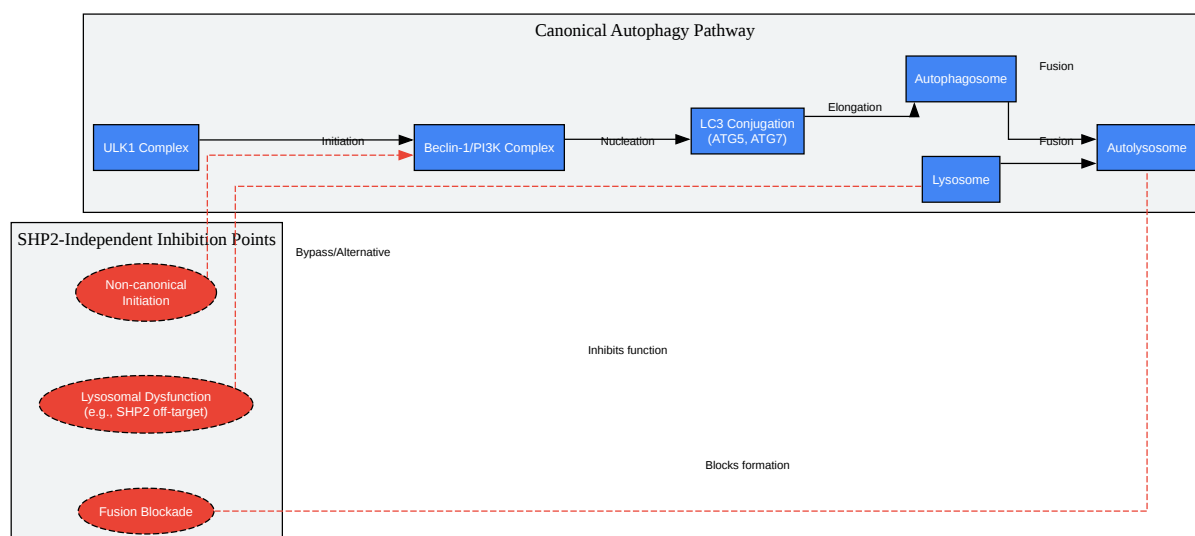 Canonical Autophagy Pathway
Fusion
Autophagosome
Elongation
LC3 Conjugation
(ATG5, ATG7)
ULK1 Complex
Initiation
Beclin-1/PI3K Complex
Nucleation
Fusion
Autolysosome
Lysosome
SHP2-Independent Inhibition Points
Bypass/Alternative
Non-canonical
Initiation
Inhibits function
Lysosomal Dysfunction
(e.g., SHP2 off-target)
Blocks formation
Fusion Blockade